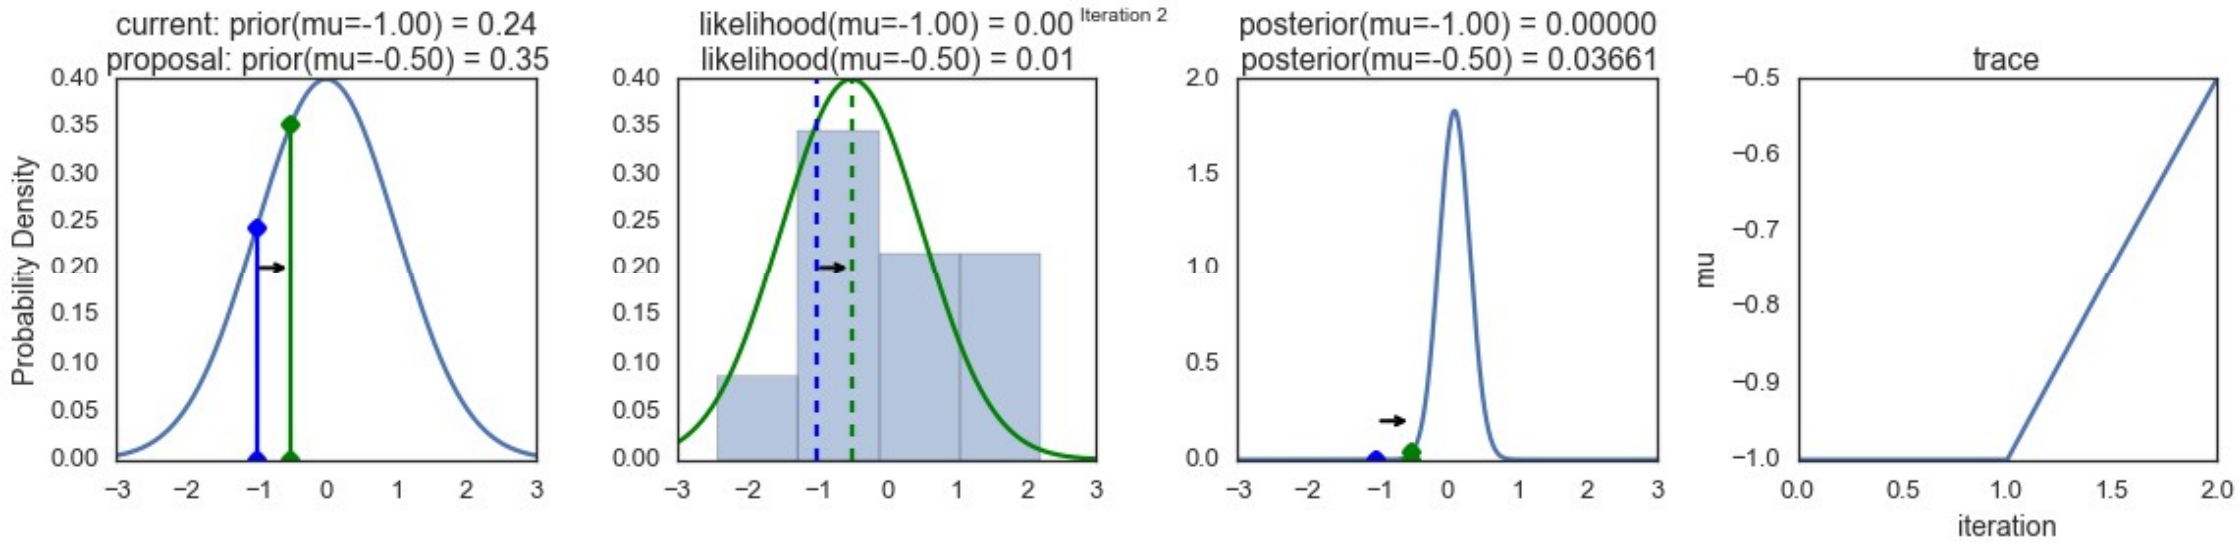 current: prior(mu=-1.00) = 0.24
proposal: prior(mu=-0.50) = 0.35
Probability Density
0.40
0.35
0.30
0.25
0.20
0.15
0.10
0.05
0.00
−3 −2 −1 0 1 2 3
likelihood(mu=-1.00) = 0.00
likelihood(mu=-0.50) = 0.01
Iteration 2
0.40
0.35
0.30
0.25
0.20
0.15
0.10
0.05
0.00
−3 −2 −1 0 1 2 3
posterior(mu=-1.00) = 0.00000
posterior(mu=-0.50) = 0.03661
2.0
1.5
1.0
0.5
0.0
−3 −2 −1 0 1 2 3
trace
mu
−0.5
−0.6
−0.7
−0.8
−0.9
−1.0
0.0 0.5 1.0 1.5 2.0
iteration